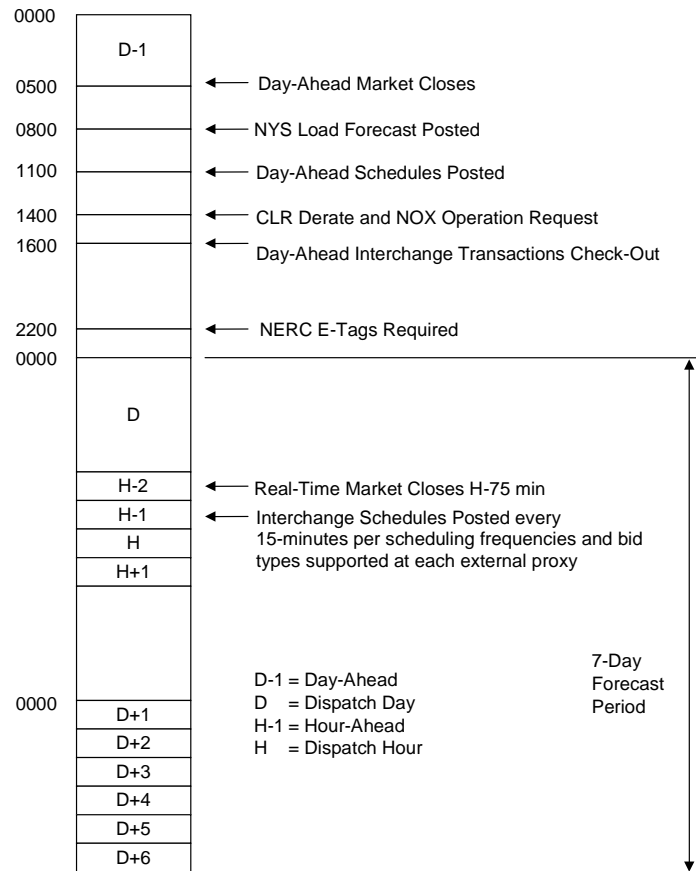 0000
D-1
0500 Day-Ahead Market Closes
0800 NYS Load Forecast Posted
1100 Day-Ahead Schedules Posted
1400 CLR Derate and NOX Operation Request
1600 Day-Ahead Interchange Transactions Check-Out
2200 NERC E-Tags Required
0000
D
H-2 Real-Time Market Closes H-75 min
H-1 Interchange Schedules Posted every
15-minutes per scheduling frequencies and bid
types supported at each external proxy
H
H+1
7-Day
Forecast
Period
D-1 = Day-Ahead
D = Dispatch Day
H-1 = Hour-Ahead
H = Dispatch Hour
0000
D+1
D+2
D+3
D+4
D+5
D+6